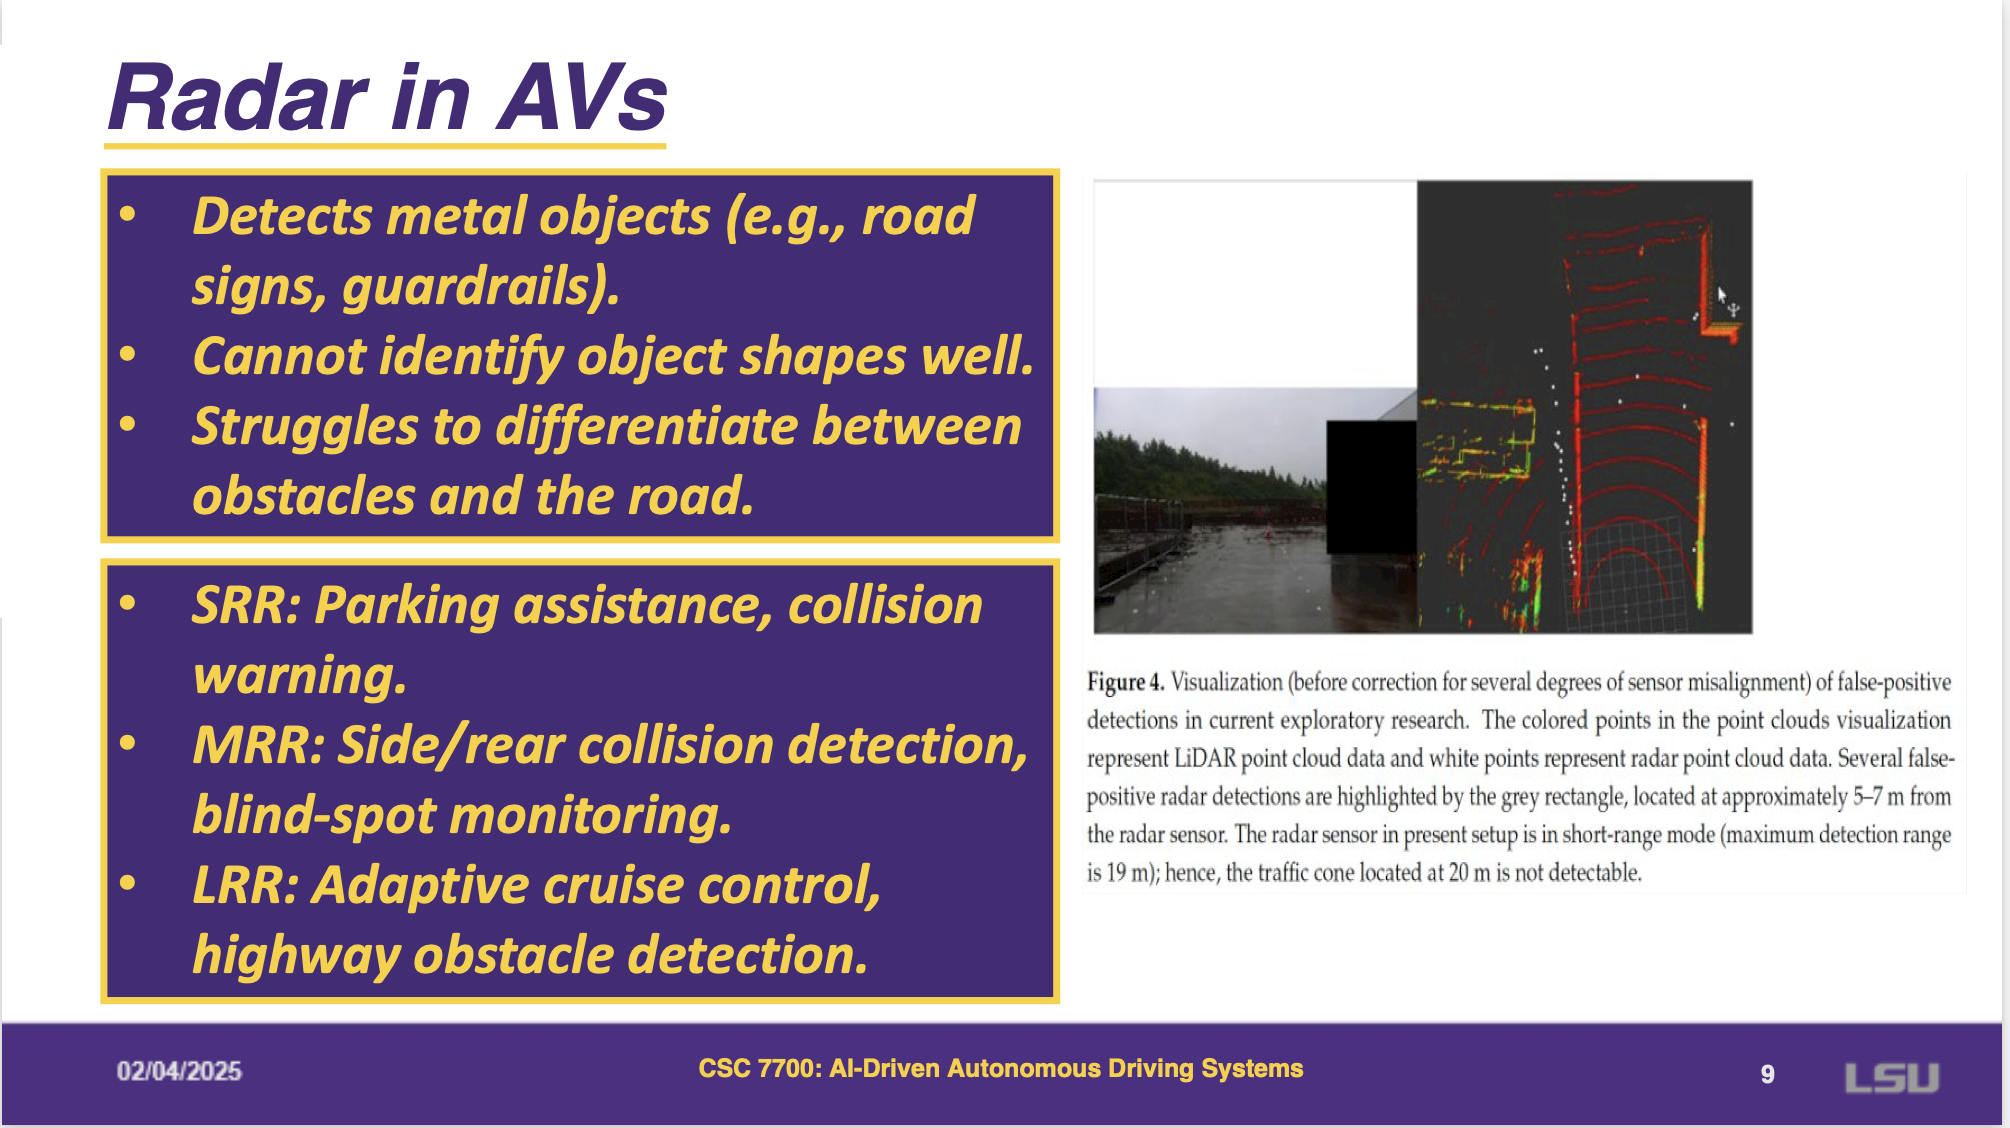 Radar in AVs
• Detects metal objects (e.g., road
signs, guardrails).
• Cannot identify object shapes well.
• Struggles to differentiate between
obstacles and the road.
• SRR: Parking assistance, collision
warning.
• MRR: Side/rear collision detection,
blind-spot monitoring.
• LRR: Adaptive cruise control,
highway obstacle detection.
Figure 4. Visualization (before correction for several degrees of sensor misalignment) of false-positive
detections in current exploratory research. The colored points in the point clouds visualization
represent LiDAR point cloud data and white points represent radar point cloud data. Several false-
positive radar detections are highlighted by the grey rectangle, located at approximately 5–7 m from
the radar sensor. The radar sensor in present setup is in short-range mode (maximum detection range
is 19 m); hence, the traffic cone located at 20 m is not detectable.
02/04/2025
CSC 7700: AI-Driven Autonomous Driving Systems
9
LSU